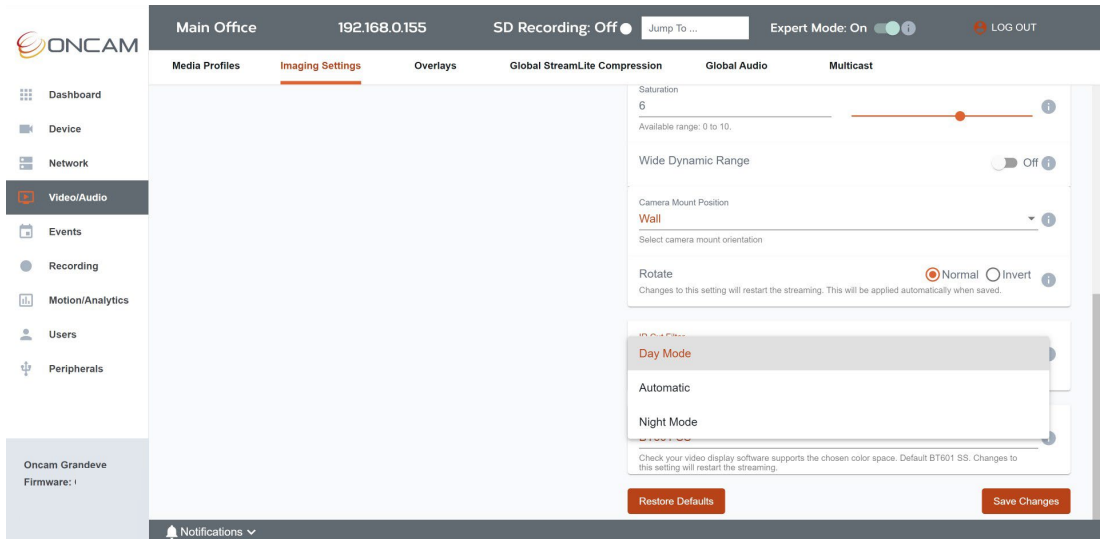 ONCAM
Main Office
192.168.0.155
SD Recording: Off
Jump To ...
Expert Mode: On
LOG OUT
Media Profiles
Imaging Settings
Overlays
Global StreamLite Compression
Global Audio
Multicast
Dashboard
Device
Network
Video/Audio
Events
Recording
Motion/Analytics
Users
Peripherals
Oncam Grandeve
Firmware:
Saturation
6
Available range: 0 to 10.
Wide Dynamic Range
Off
Camera Mount Position
Wall
Select camera mount orientation
Rotate
Normal
Invert
Changes to this setting will restart the streaming. This will be applied automatically when saved.
IR Cut Filter
Day Mode
Automatic
Night Mode
BT601 SS
Check your video display software supports the chosen color space. Default BT601 SS. Changes to
this setting will restart the streaming.
Restore Defaults
Save Changes
Notifications